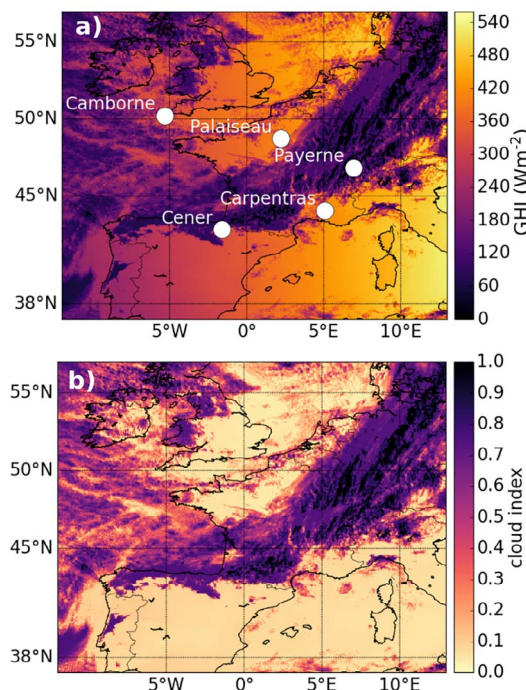 a)
55°N
50°N
45°N
38°N
Camborne
Palaiseau
Payerne
Carpentras
Cener
5°W 0° 5°E 10°E
540
480
420
360
300
240
180
120
60
0
GHI (Wm⁻²)
b)
55°N
50°N
45°N
38°N
5°W 0° 5°E 10°E
1.0
0.9
0.8
0.7
0.6
0.5
0.4
0.3
0.2
0.1
0.0
cloud index